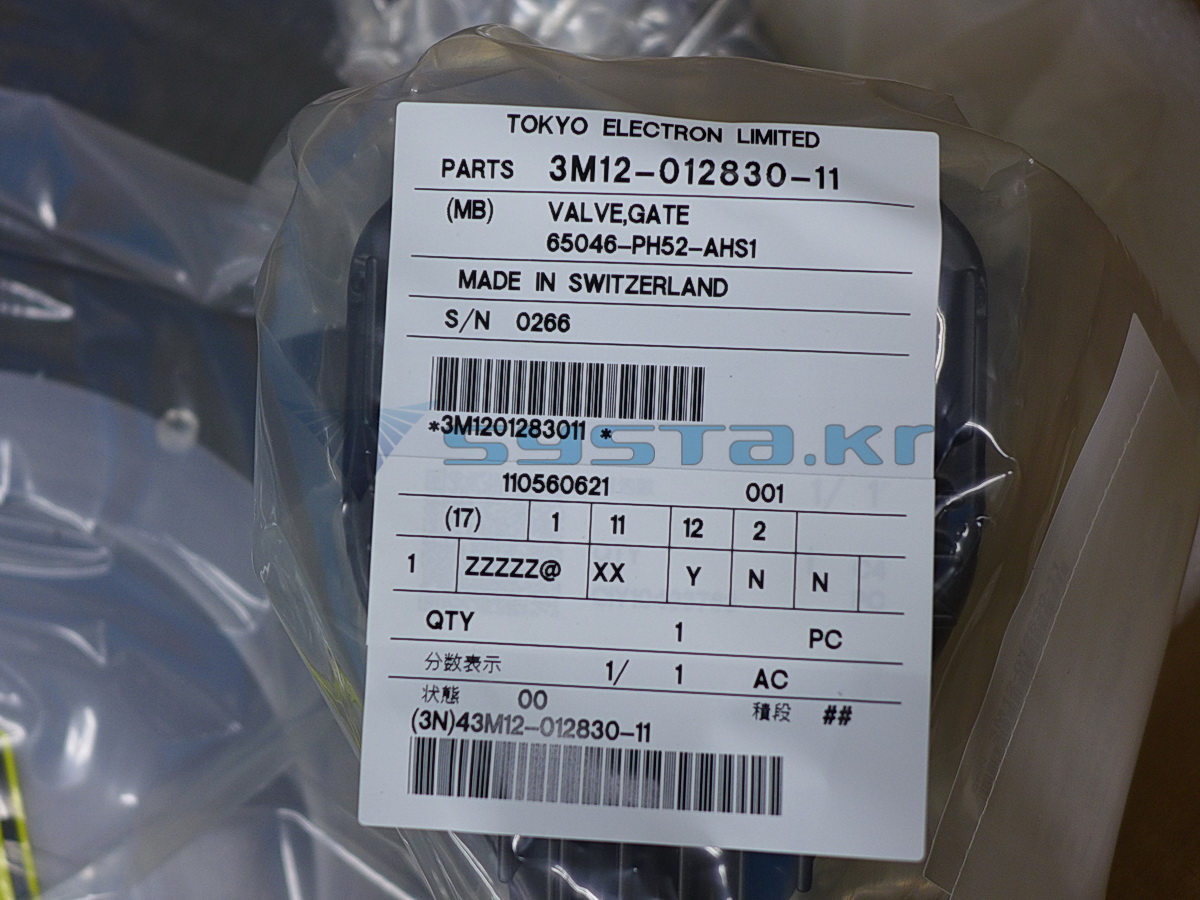 TOKYO ELECTRON LIMITED
PARTS 3M12-012830-11
(MB) VALVE,GATE
65046-PH52-AHS1
MADE IN SWITZERLAND
S/N 0266
*3M1201283011 *
systa.kr
110560621 001
(17) 1 11 12 2
1 ZZZZZ@ XX Y N N
QTY 1 PC
分数表示 1/ 1 AC
状態 00 積段 ##
(3N)43M12-012830-11